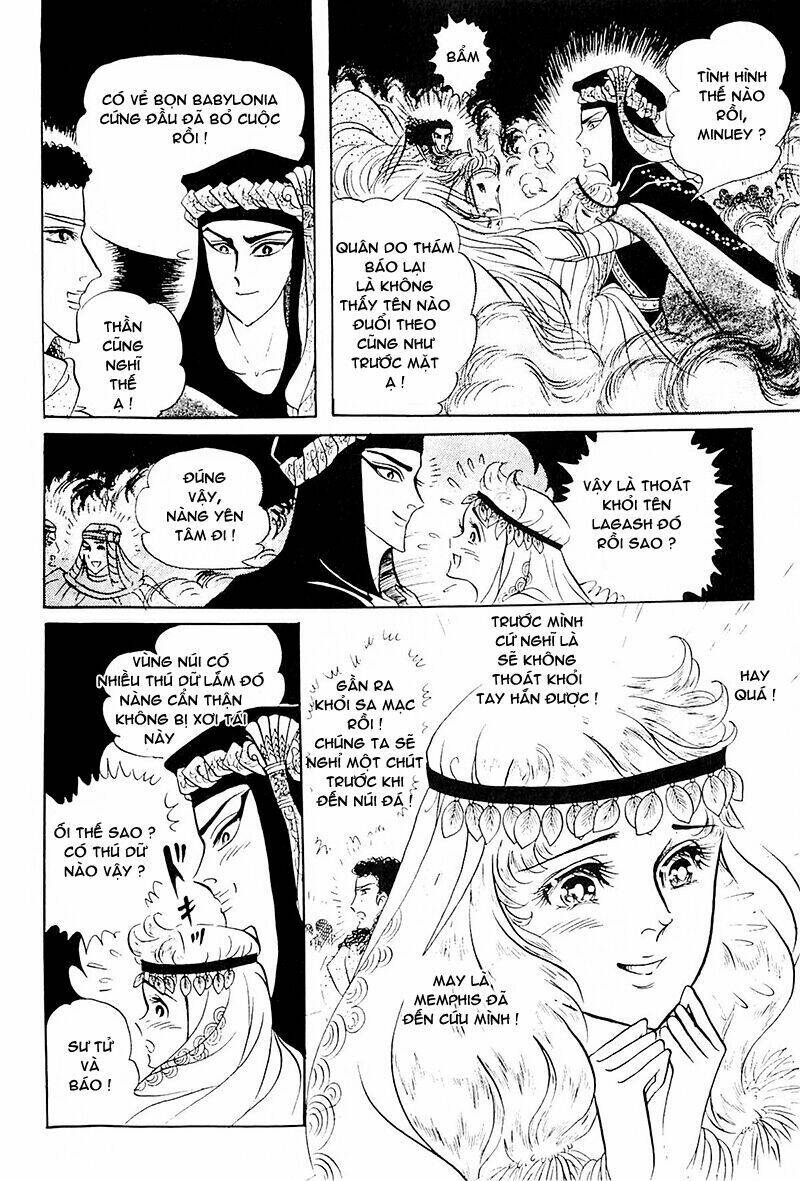 TÌNH HÌNH
THẾ NÀO
RỒI,
MINUEY ?
BẨM
QUÂN DO THÁM
BÁO LẠI
LÀ KHÔNG
THẤY TÊN NÀO
ĐUỔI THEO
CŨNG NHƯ
TRƯỚC MẶT
Ạ !
CÓ VẺ BỌN BABYLONIA
CỨNG ĐẦU ĐÃ BỎ CUỘC
RỒI !
THẦN
CŨNG
NGHĨ
THẾ
Ạ !
VẬY LÀ THOÁT
KHỎI TÊN
LAGASH ĐÓ
RỒI SAO ?
ĐÚNG
VẬY,
NÀNG YÊN
TÂM ĐI !
HAY
QUÁ !
TRƯỚC MÌNH
CỨ NGHĨ LÀ
SẼ KHÔNG
THOÁT KHỎI
TAY HẮN ĐƯỢC !
GẦN RA
KHỎI SA MẠC
RỒI !
CHÚNG TA SẼ
NGHỈ MỘT CHÚT
TRƯỚC KHI
ĐẾN NÚI ĐÁ !
MAY LÀ
MEMPHIS ĐÃ
ĐẾN CỨU MÌNH !
VÙNG NÚI CÓ
NHIỀU THÚ DỮ LẮM ĐÓ
NÀNG CẨN THẬN
KHÔNG BỊ XƠI TÁI
NÀY
ỐI THẾ SAO ?
CÓ THÚ DỮ
NÀO VẬY ?
ドキ
SƯ TỬ
VÀ
BÁO !